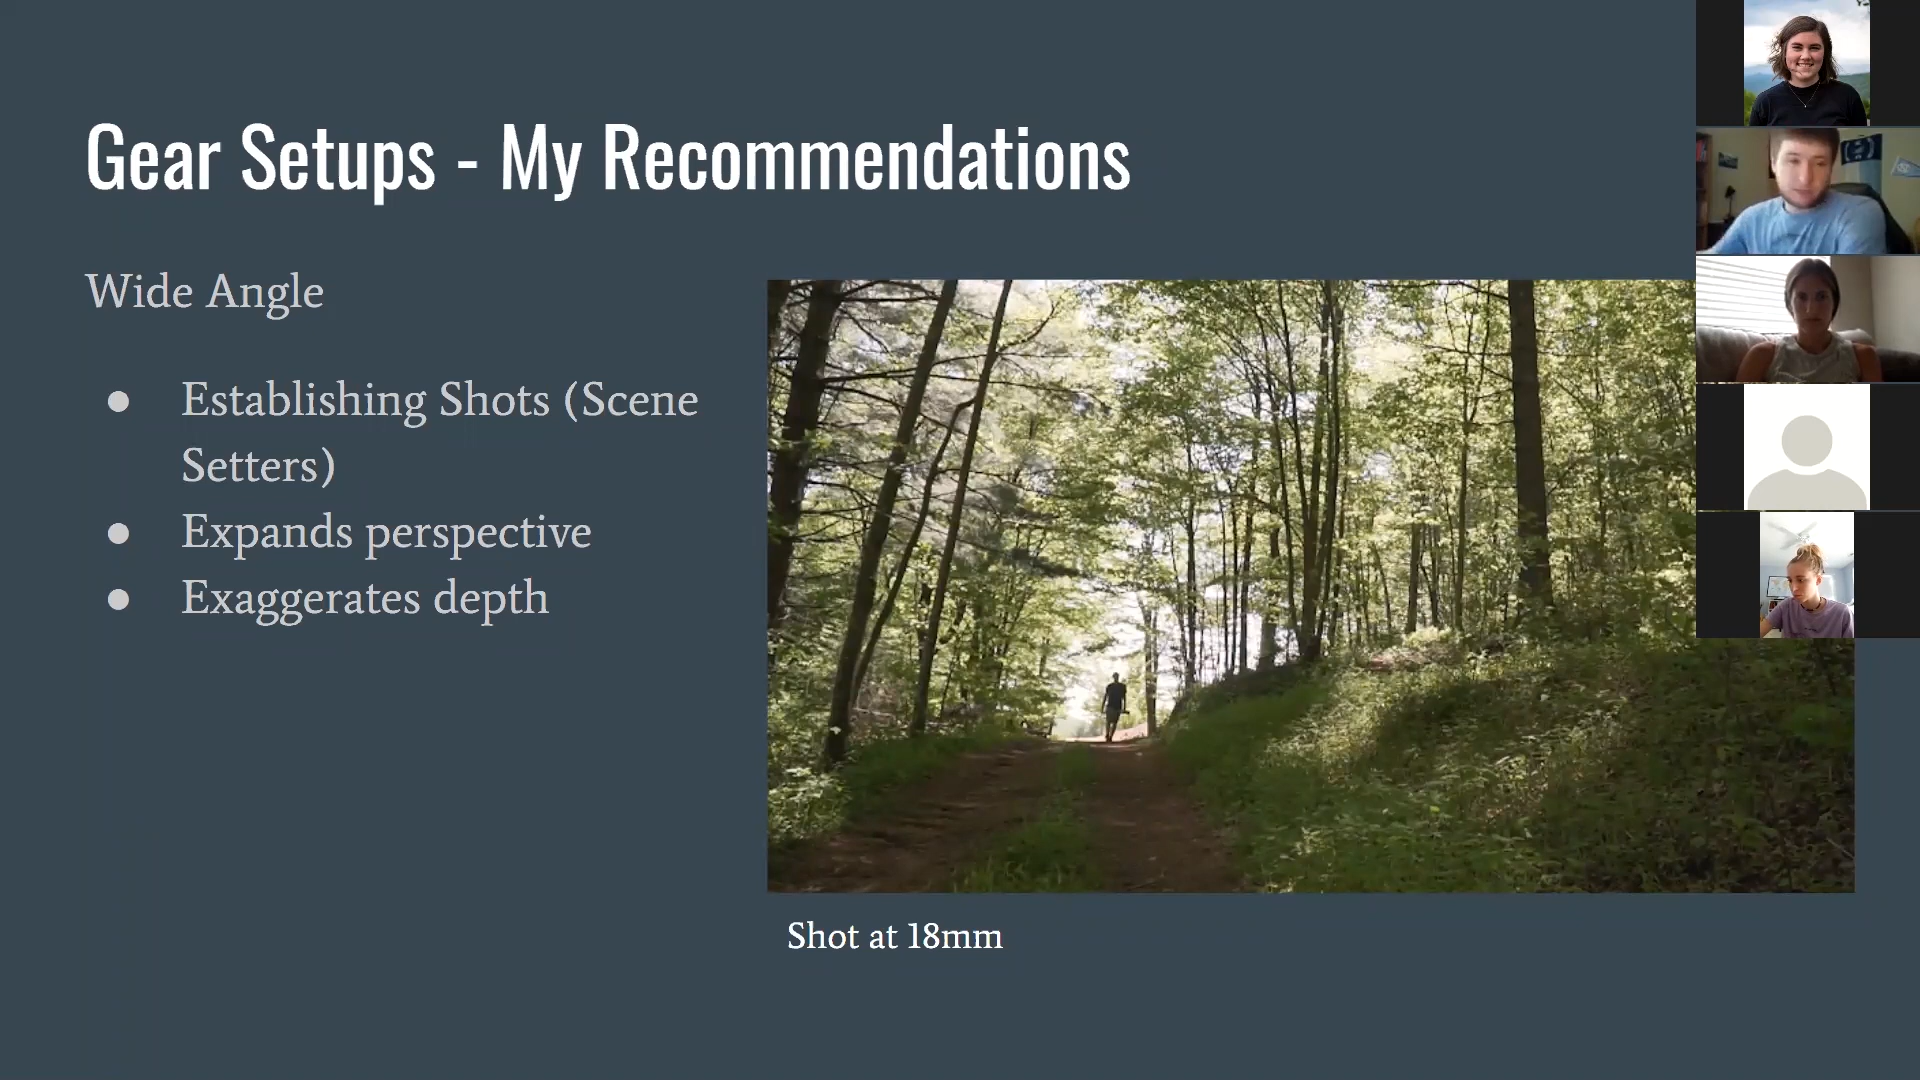 Gear Setups - My Recommendations
Wide Angle
● Establishing Shots (Scene
Setters)
● Expands perspective
● Exaggerates depth
Shot at 18mm